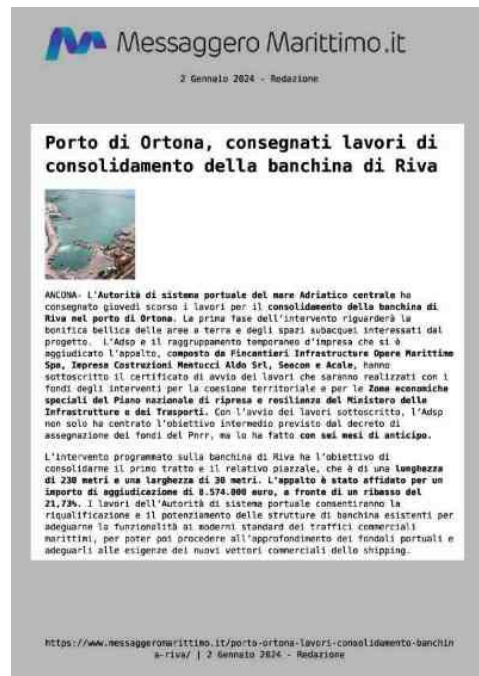 Messaggero Marittimo.it
2 Gennaio 2024 - Redazione
Porto di Ortona, consegnati lavori di
consolidamento della banchina di Riva
ANCONA- L'Autorità di sistema portuale del mare Adriatico centrale ha
consegnato giovedì scorso i lavori per il consolidamento della banchina di
Riva nel porto di Ortona. La prima fase dell'intervento riguarderà la
bonifica bellica delle aree a terra e degli spazi subacquei interessati dal
progetto. L'Adsp e il raggruppamento temporaneo d'impresa che si è
aggiudicato l'appalto, composto da Fincantieri Infrastructure Opere Marittime
Spa, Impresa Costruzioni Mentucci Aldo Srl, Seacon e Acale, hanno
sottoscritto il certificato di avvio dei lavori che saranno realizzati con i
fondi degli interventi per la coesione territoriale e per le Zone economiche
speciali del Piano nazionale di ripresa e resilienza del Ministero delle
Infrastrutture e dei Trasporti. Con l'avvio dei lavori sottoscritto, l'Adsp
non solo ha centrato l'obiettivo intermedio previsto dal decreto di
assegnazione dei fondi del Pnrr, ma lo ha fatto con sei mesi di anticipo.
L'intervento programmato sulla banchina di Riva ha l'obiettivo di
consolidarne il primo tratto e il relativo piazzale, che è di una lunghezza
di 230 metri e una larghezza di 30 metri. L'appalto è stato affidato per un
importo di aggiudicazione di 8.574.000 euro, a fronte di un ribasso del
21,73%. I lavori dell'Autorità di sistema portuale consentiranno la
riqualificazione e il potenziamento delle strutture di banchina esistenti per
adeguarne la funzionalità ai moderni standard dei traffici commerciali
marittimi, per poter poi procedere all'approfondimento dei fondali portuali e
adeguarli alle esigenze dei nuovi vettori commerciali dello shipping.
https://www.messaggeromarittimo.it/porto-ortona-lavori-consolidamento-banchin
a-riva/ | 2 Gennaio 2024 - Redazione